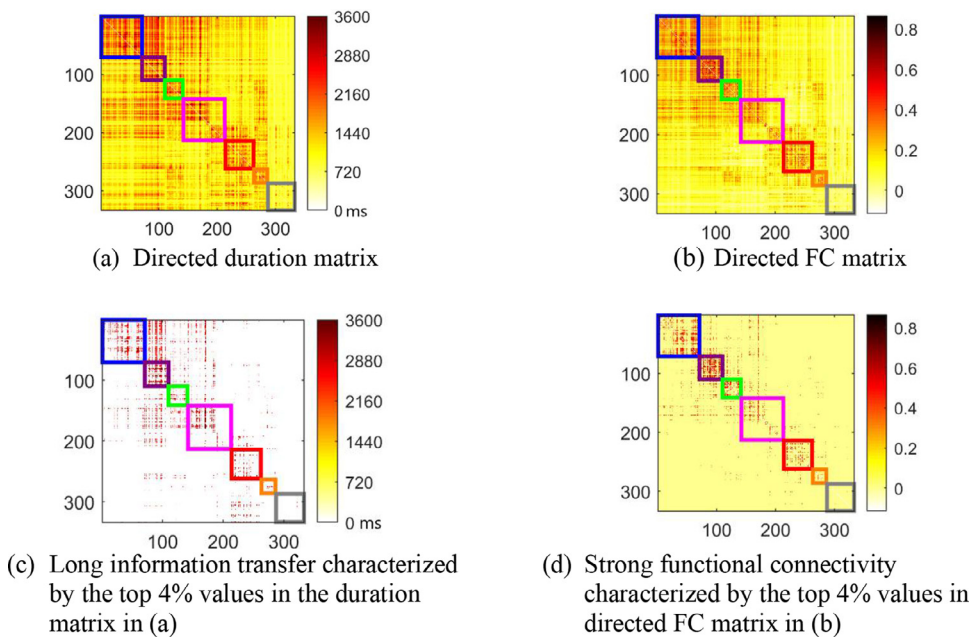 3600
100
2880
2160
200
1440
720
300
0 ms
100 200 300
(a) Directed duration matrix
0.8
100
0.6
0.4
200
0.2
300
0
100 200 300
(b) Directed FC matrix
3600
100
2880
2160
200
1440
720
300
0 ms
100 200 300
(c) Long information transfer characterized
by the top 4% values in the duration
matrix in (a)
0.8
100
0.6
0.4
200
0.2
300
0
100 200 300
(d) Strong functional connectivity
characterized by the top 4% values in
directed FC matrix in (b)